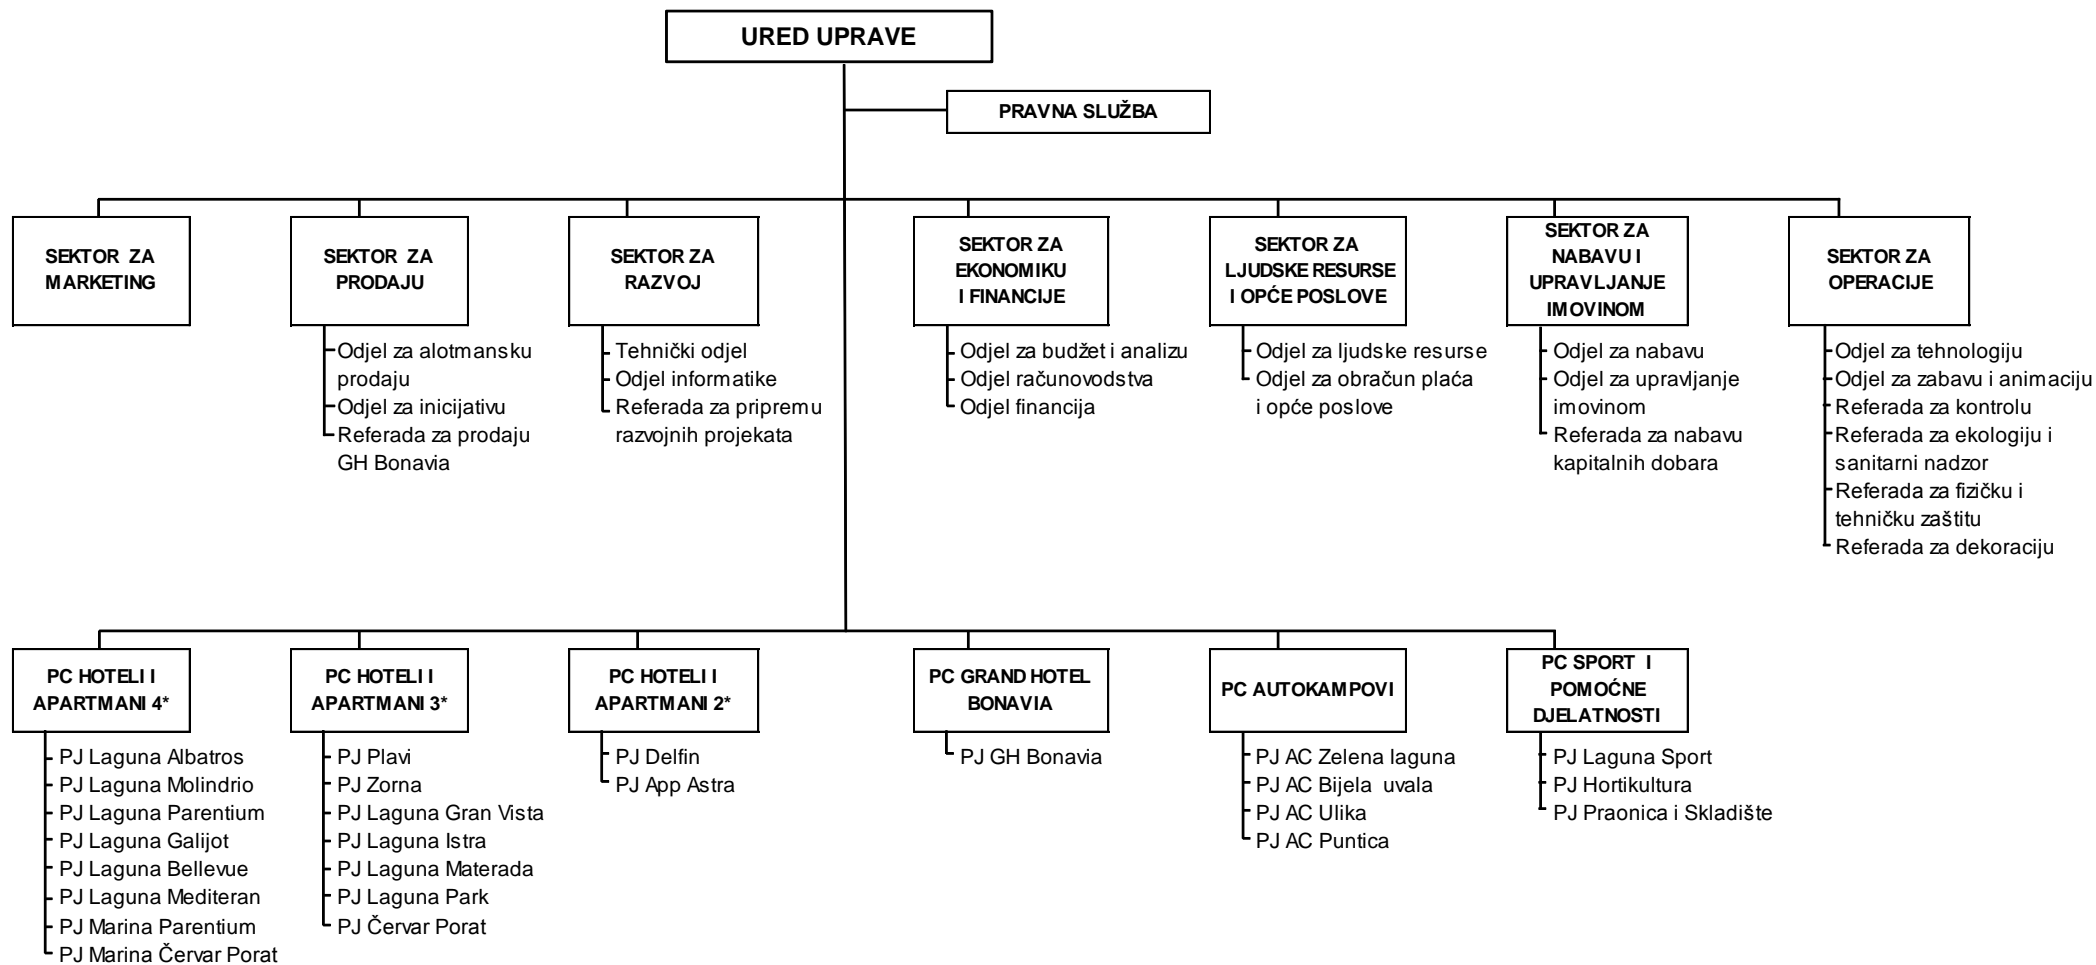 URED UPRAVE
PRAVNA SLUŽBA
SEKTOR ZA
MARKETING
SEKTOR ZA
PRODAJU
Odjel za alotmansku
prodaju
Odjel za inicijativu
Referada za prodaju
GH Bonavia
SEKTOR ZA
RAZVOJ
Tehnički odjel
Odjel informatike
Referada za pripremu
razvojnih projekata
SEKTOR ZA
EKONOMIKU
I FINANCIJE
Odjel za budžet i analizu
Odjel računovodstva
Odjel financija
SEKTOR ZA
LJUDSKE RESURSE
I OPĆE POSLOVE
Odjel za ljudske resurse
Odjel za obračun plaća
i opće poslove
SEKTOR ZA
NABAVU I
UPRAVLJANJE
IMOVINOM
Odjel za nabavu
Odjel za upravljanje
imovinom
Referada za nabavu
kapitalnih dobara
SEKTOR ZA
OPERACIJE
Odjel za tehnologiju
Odjel za zabavu i animaciju
Referada za kontrolu
Referada za ekologiju i
sanitarni nadzor
Referada za fizičku i
tehničku zaštitu
Referada za dekoraciju
PC HOTELI I
APARTMANI 4*
PJ Laguna Albatros
PJ Laguna Molindrio
PJ Laguna Parentium
PJ Laguna Galijot
PJ Laguna Bellevue
PJ Laguna Mediteran
PJ Marina Parentium
PJ Marina Červar Porat
PC HOTELI I
APARTMANI 3*
PJ Plavi
PJ Zorna
PJ Laguna Gran Vista
PJ Laguna Istra
PJ Laguna Materada
PJ Laguna Park
PJ Červar Porat
PC HOTELI I
APARTMANI 2*
PJ Delfin
PJ App Astra
PC GRAND HOTEL
BONAVIA
PJ GH Bonavia
PC AUTOKAMPOVI
PJ AC Zelena laguna
PJ AC Bijela uvala
PJ AC Ulika
PJ AC Puntica
PC SPORT I
POMOĆNE
DJELATNOSTI
PJ Laguna Sport
PJ Hortikultura
PJ Praonica i Skladište